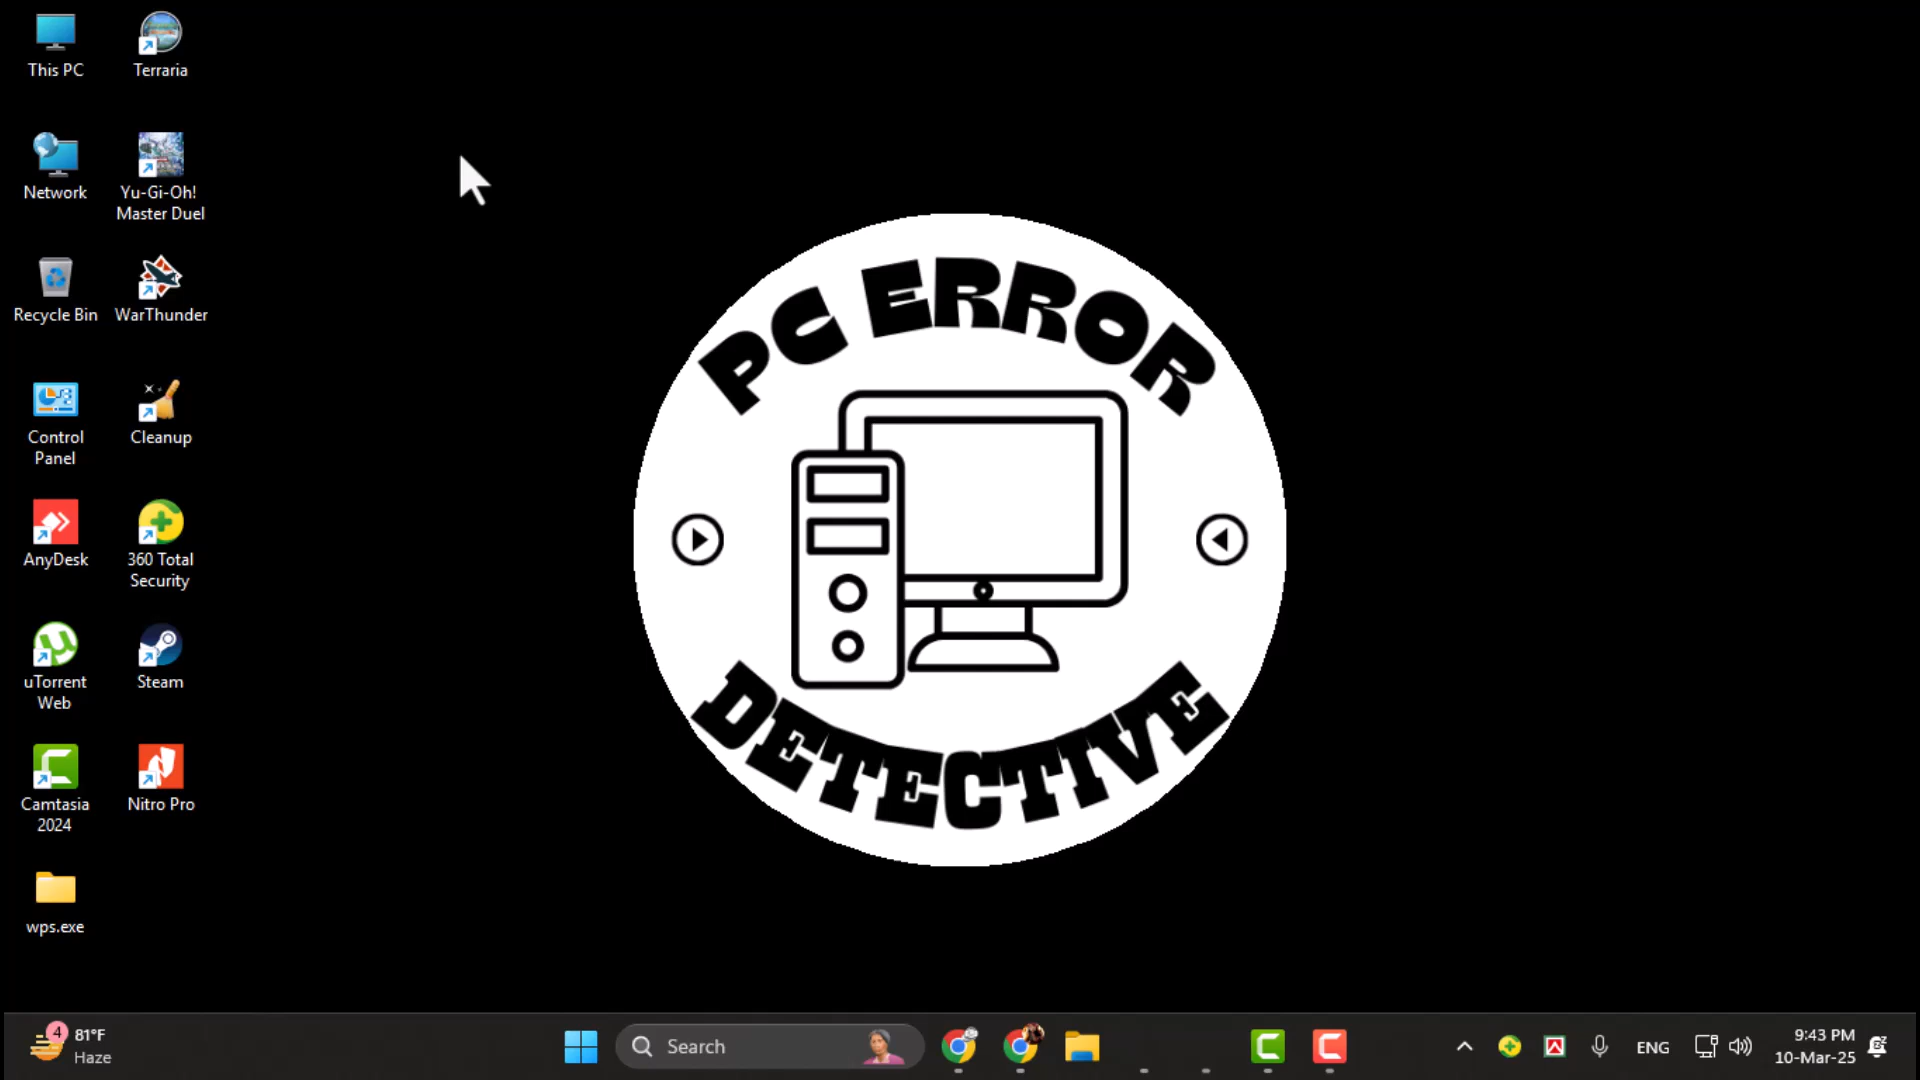 This PC
Terraria
Network
Yu-Gi-Oh!
Master Duel
Recycle Bin
WarThunder
Control
Panel
Cleanup
AnyDesk
360 Total
Security
uTorrent
Web
Steam
Camtasia
2024
Nitro Pro
wps.exe
PC ERROR
DETECTIVE
4
81°F
Haze
Search
ENG
9:43 PM
10-Mar-25